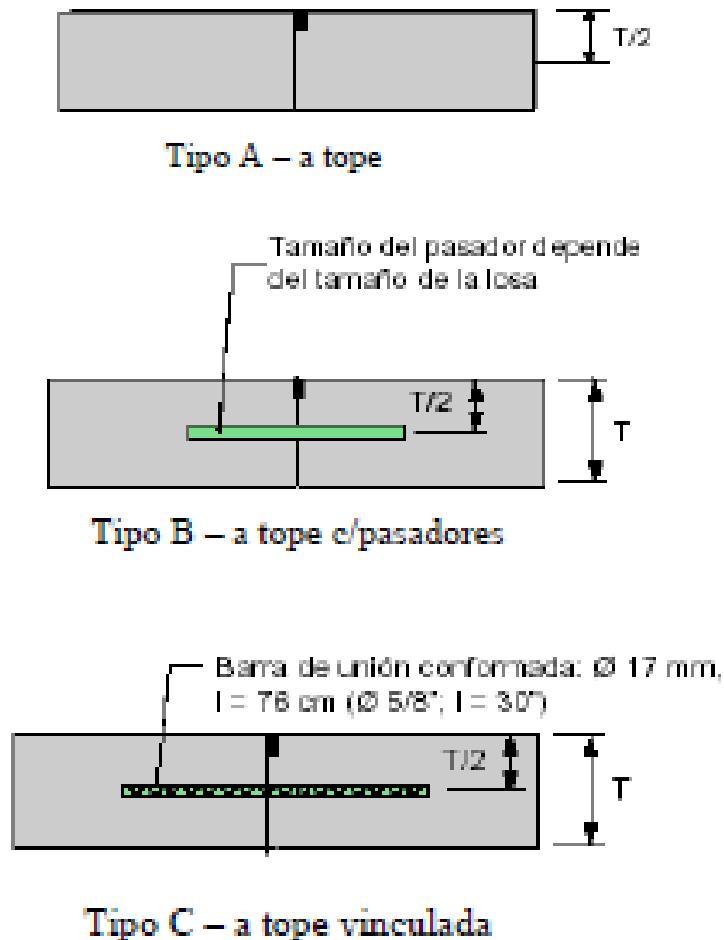 T/2
Tipo A – a tope
Tamaño del pasador depende
del tamaño de la losa
T/2
T
Tipo B – a tope c/pasadores
Barra de unión conformada: Ø 17 mm,
l = 76 cm (Ø 5/8"; l = 30")
T/2
T
Tipo C – a tope vinculada